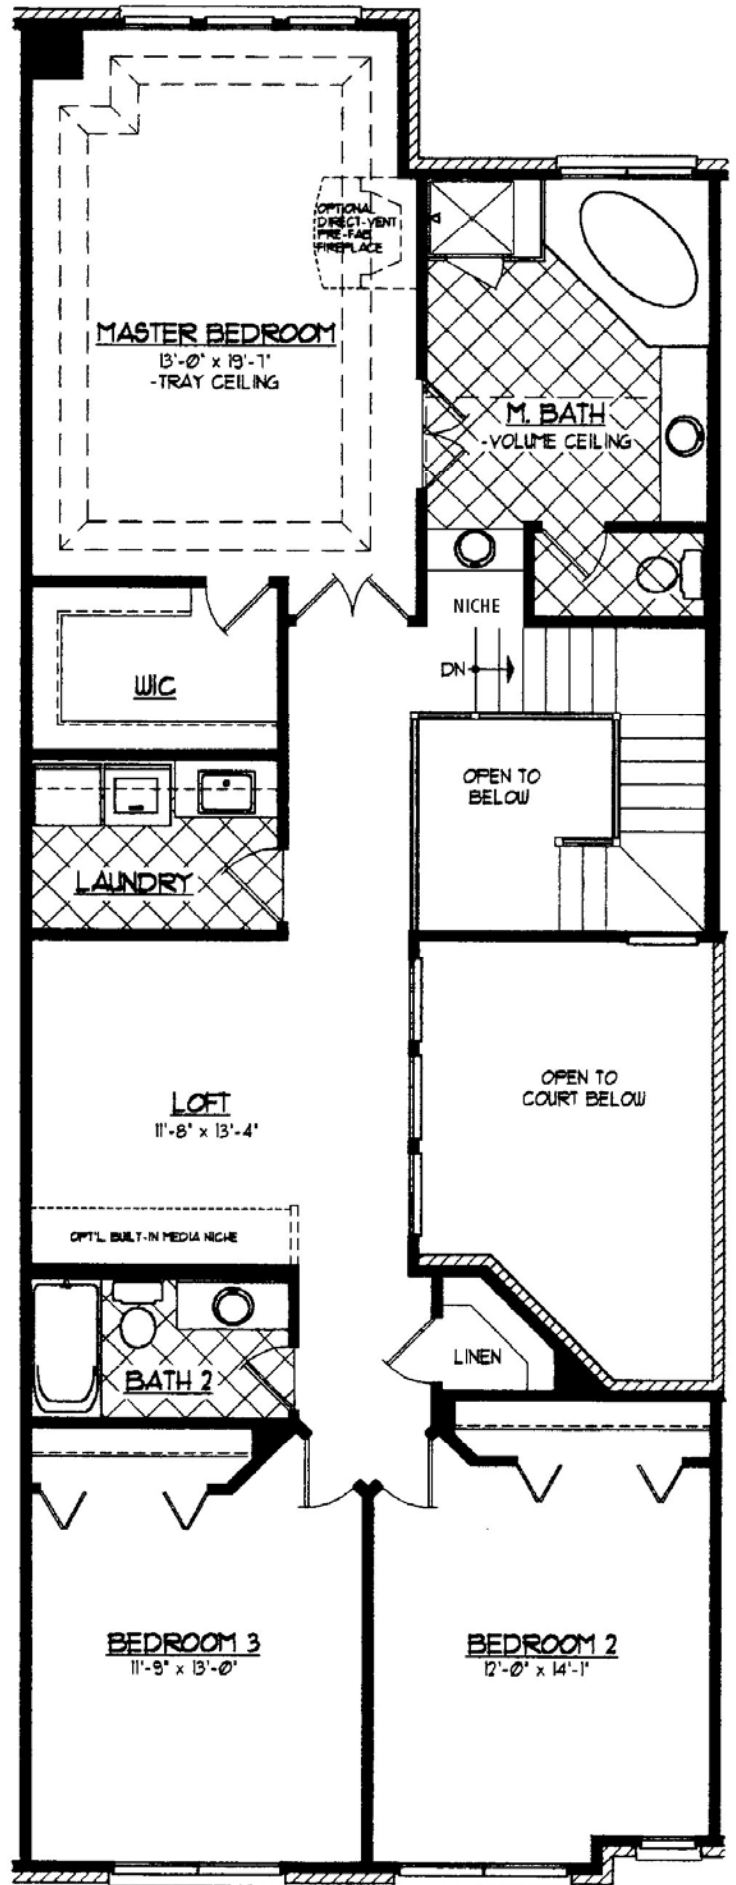 OPTIONAL
DIRECT-VENT
PRE-FAB
FIREPLACE
MASTER BEDROOM
13'-0" x 19'-7"
-TRAY CEILING
M. BATH
-VOLUME CEILING
NICHE
DN
WIC
OPEN TO
BELOW
LAUNDRY
LOFT
11'-8" x 13'-4"
OPEN TO
COURT BELOW
OPT'L BUILT-IN MEDIA NICHE
BATH 2
LINEN
BEDROOM 3
11'-9" x 13'-0"
BEDROOM 2
12'-0" x 14'-1"